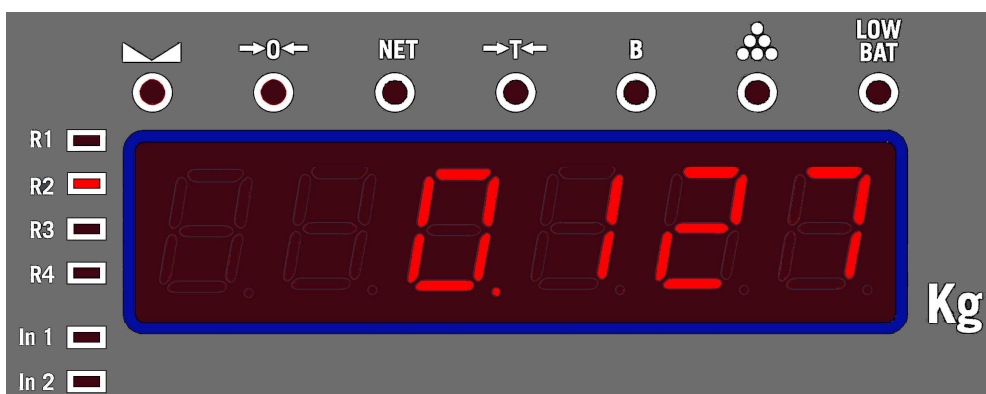 →0← NET →T← B LOW BAT
R1
R2
R3
R4
0.127
Kg
In 1
In 2